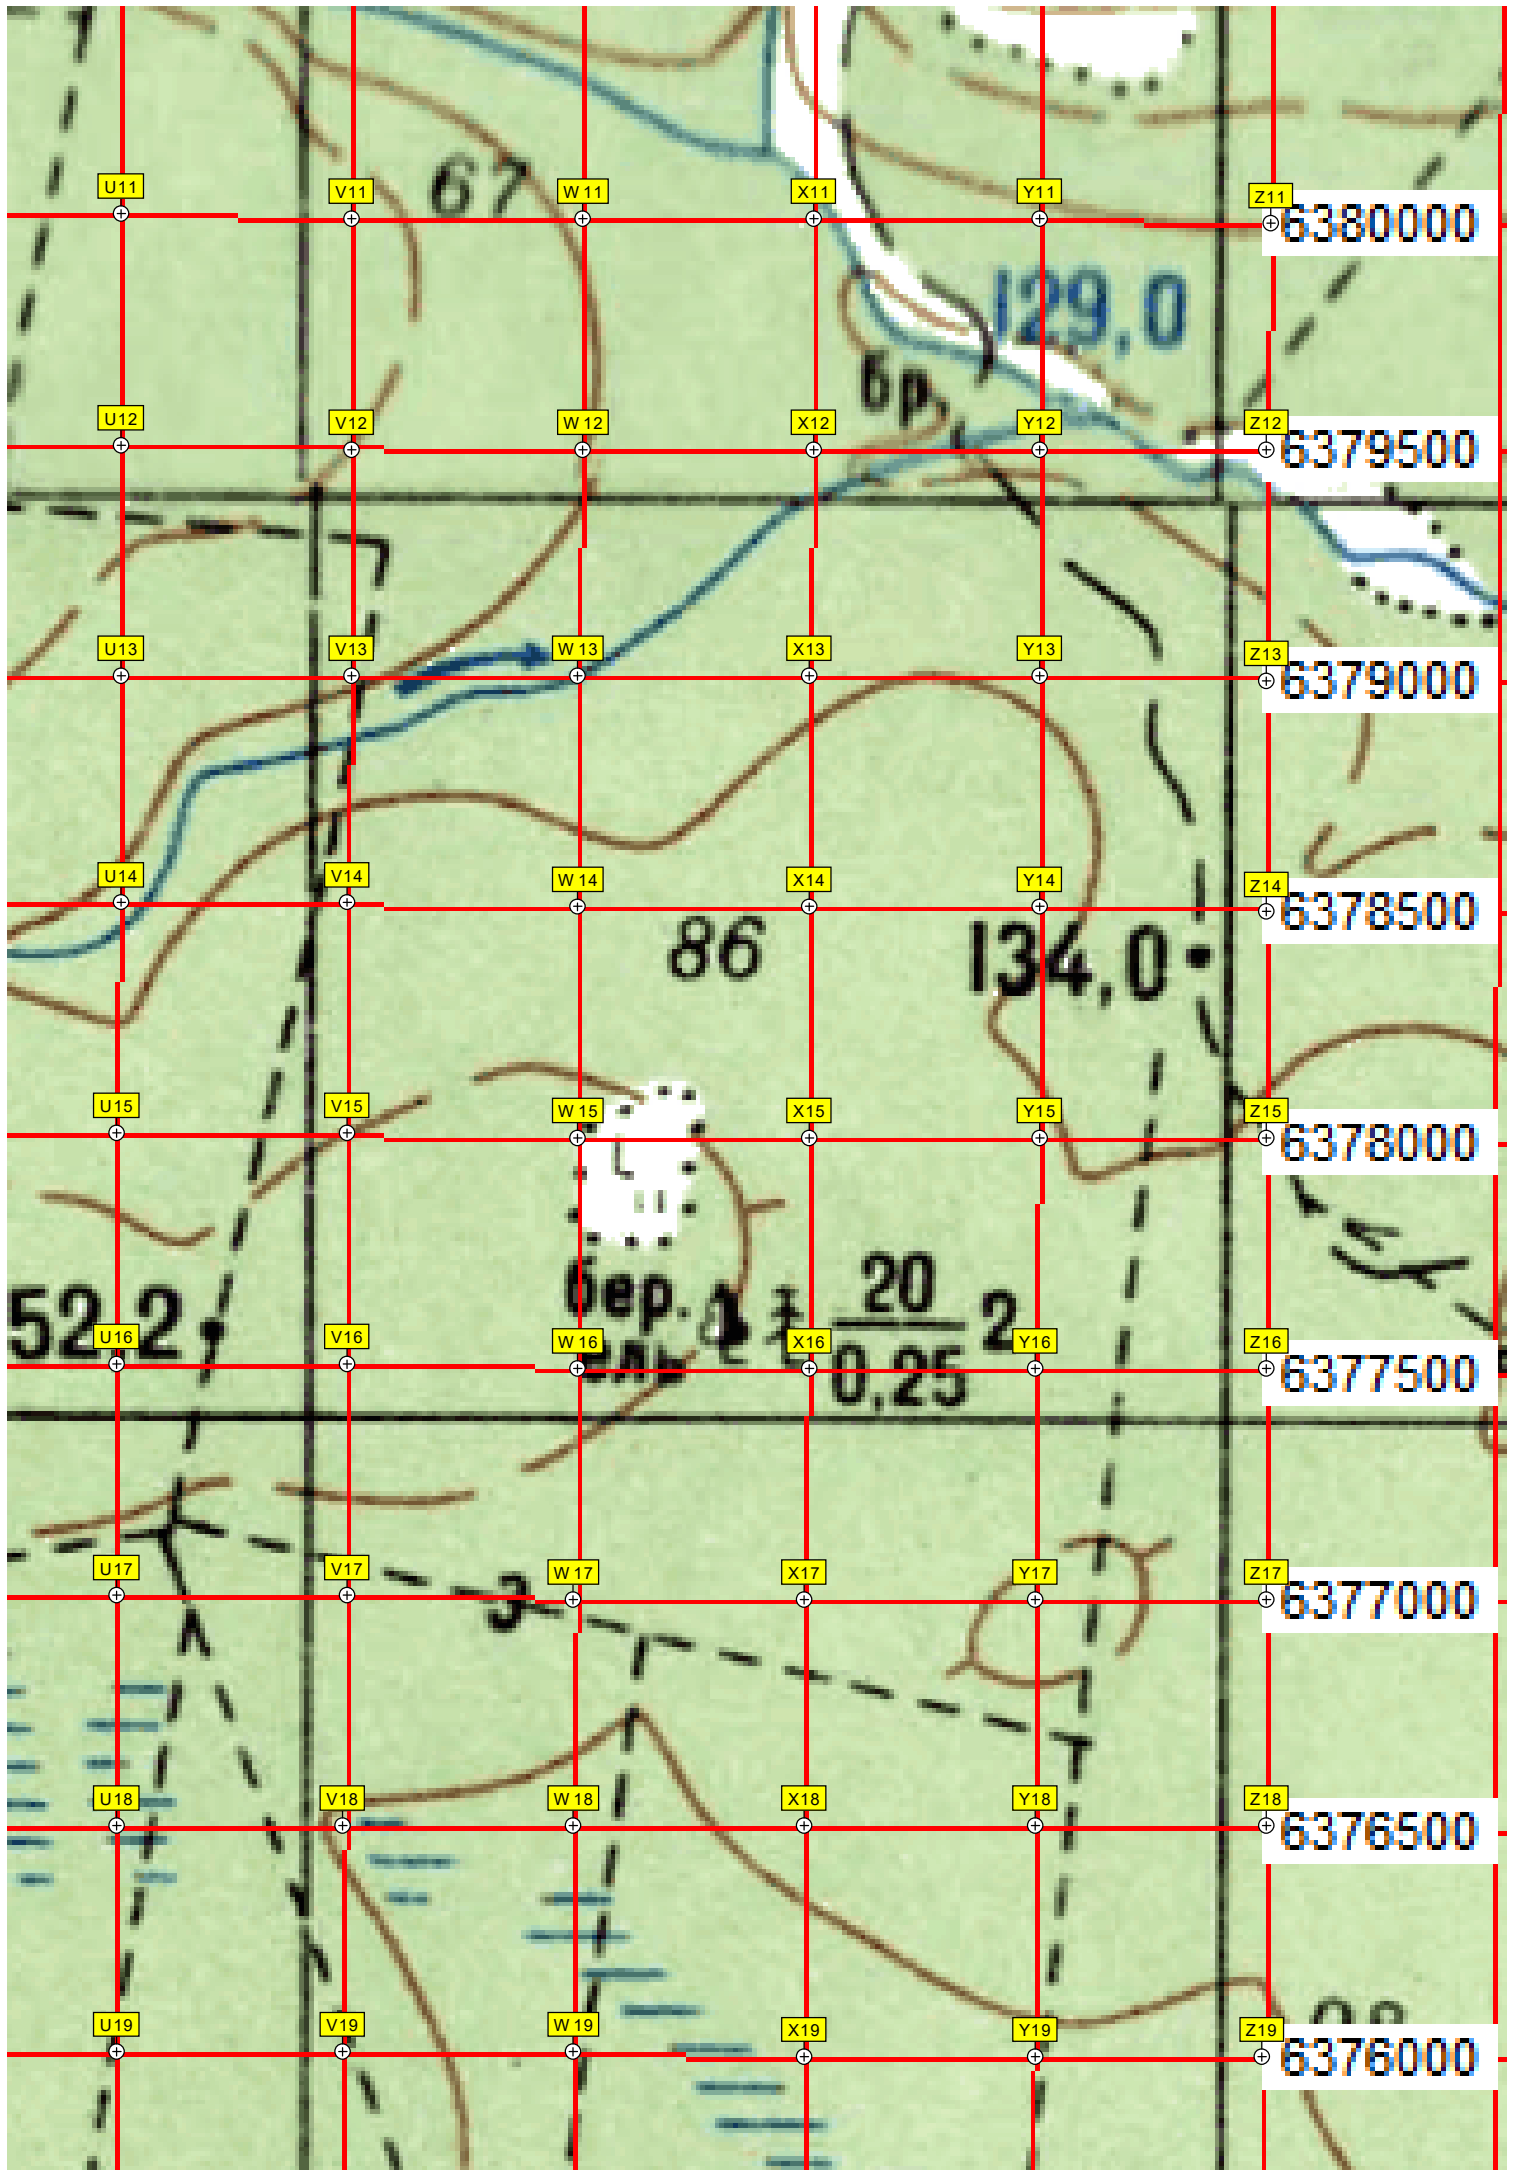 67
U11 V11 W11 X11 Y11 Z11 6380000
129,0
бр.
U12 V12 W12 X12 Y12 Z12 6379500
U13 V13 W13 X13 Y13 Z13 6379000
U14 V14 W14 X14 Y14 Z14 6378500
86 134,0
U15 V15 W15 X15 Y15 Z15 6378000
52,2 бер. 20 2
ель 0,25
U16 V16 W16 X16 Y16 Z16 6377500
U17 V17 W17 X17 Y17 Z17 6377000
3
U18 V18 W18 X18 Y18 Z18 6376500
U19 V19 W19 X19 Y19 Z19 6376000